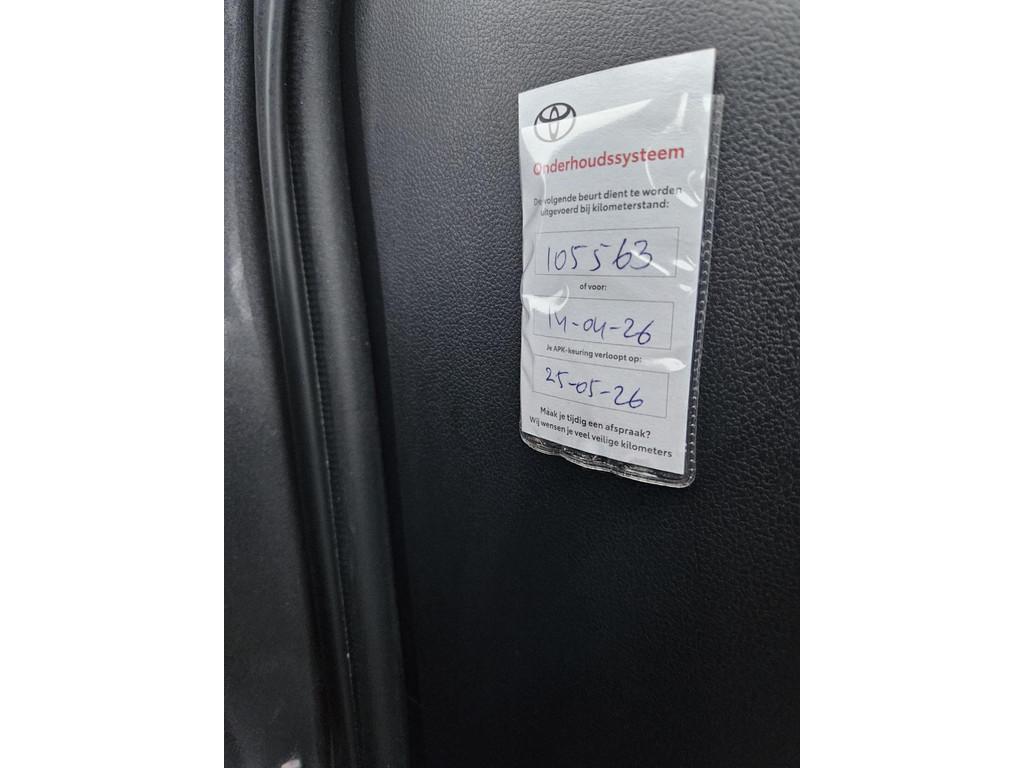 Onderhoudssysteem
De volgende beurt dient te worden
uitgevoerd bij kilometerstand:
105563
of voor:
14-04-26
Je APK-keuring verloopt op:
25-05-26
Maak je tijdig een afspraak?
Wij wensen je veel veilige kilometers